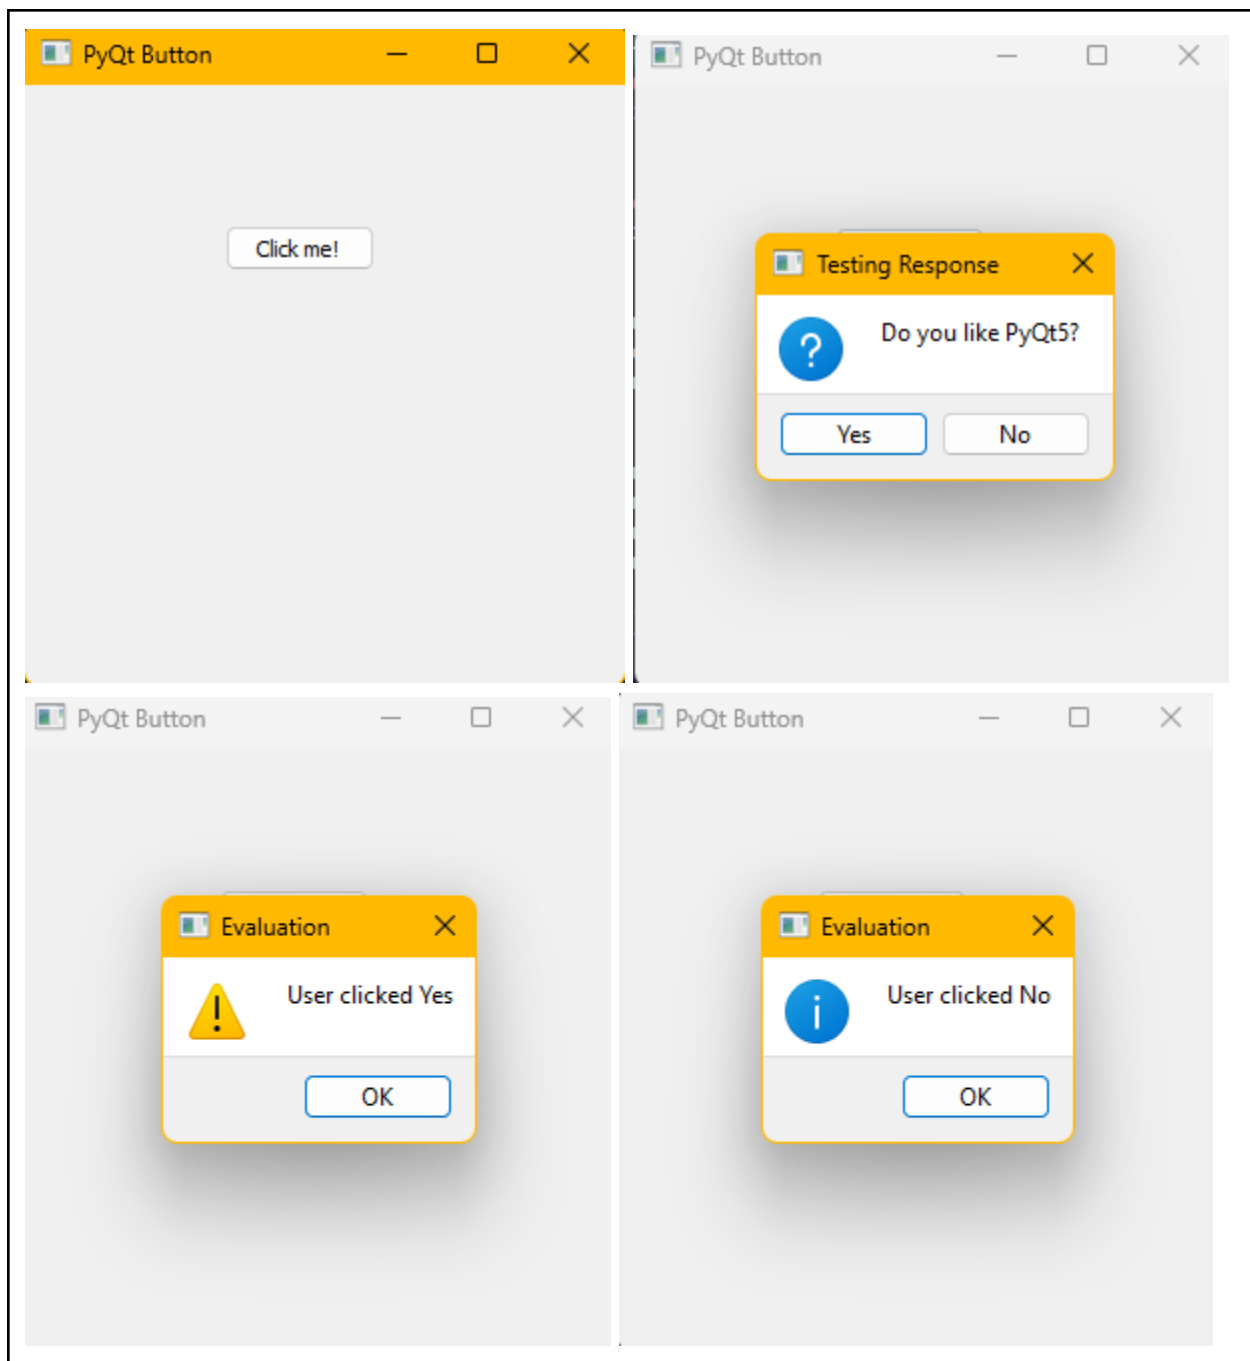 PyQt Button
Click me!
PyQt Button
Testing Response
Do you like PyQt5?
Yes
No
PyQt Button
Evaluation
User clicked Yes
OK
PyQt Button
Evaluation
User clicked No
OK